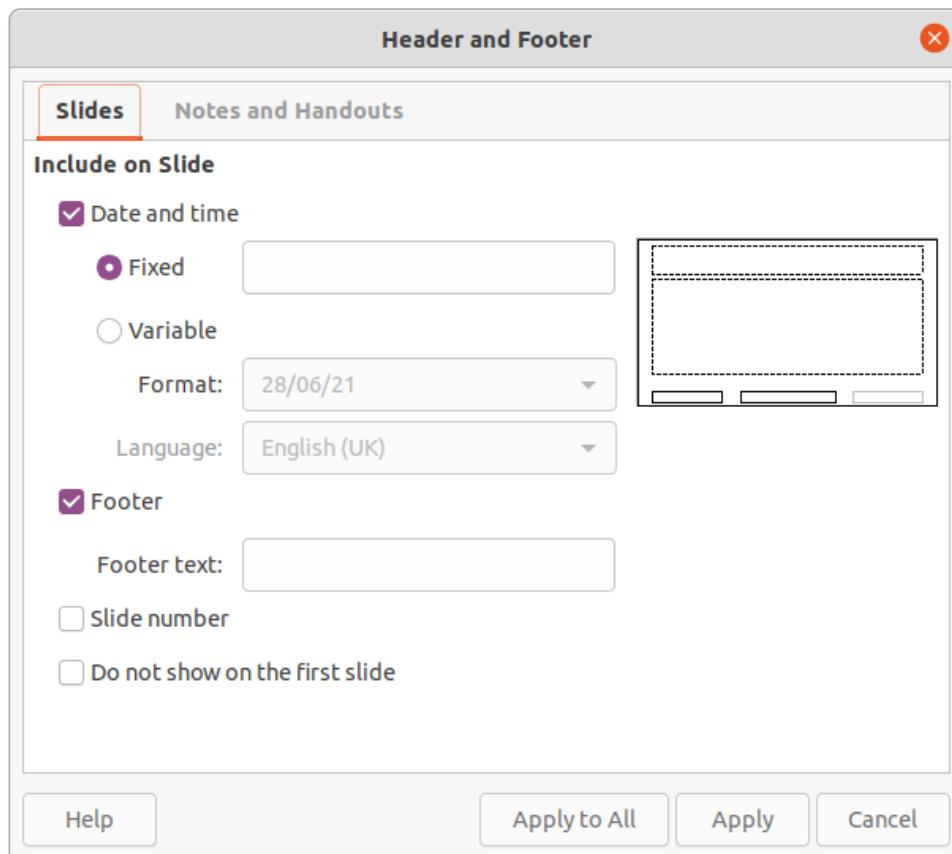 Header and Footer
Slides Notes and Handouts
Include on Slide
Date and time
Fixed
Variable
Format: 28/06/21
Language: English (UK)
Footer
Footer text:
Slide number
Do not show on the first slide
Help Apply to All Apply Cancel